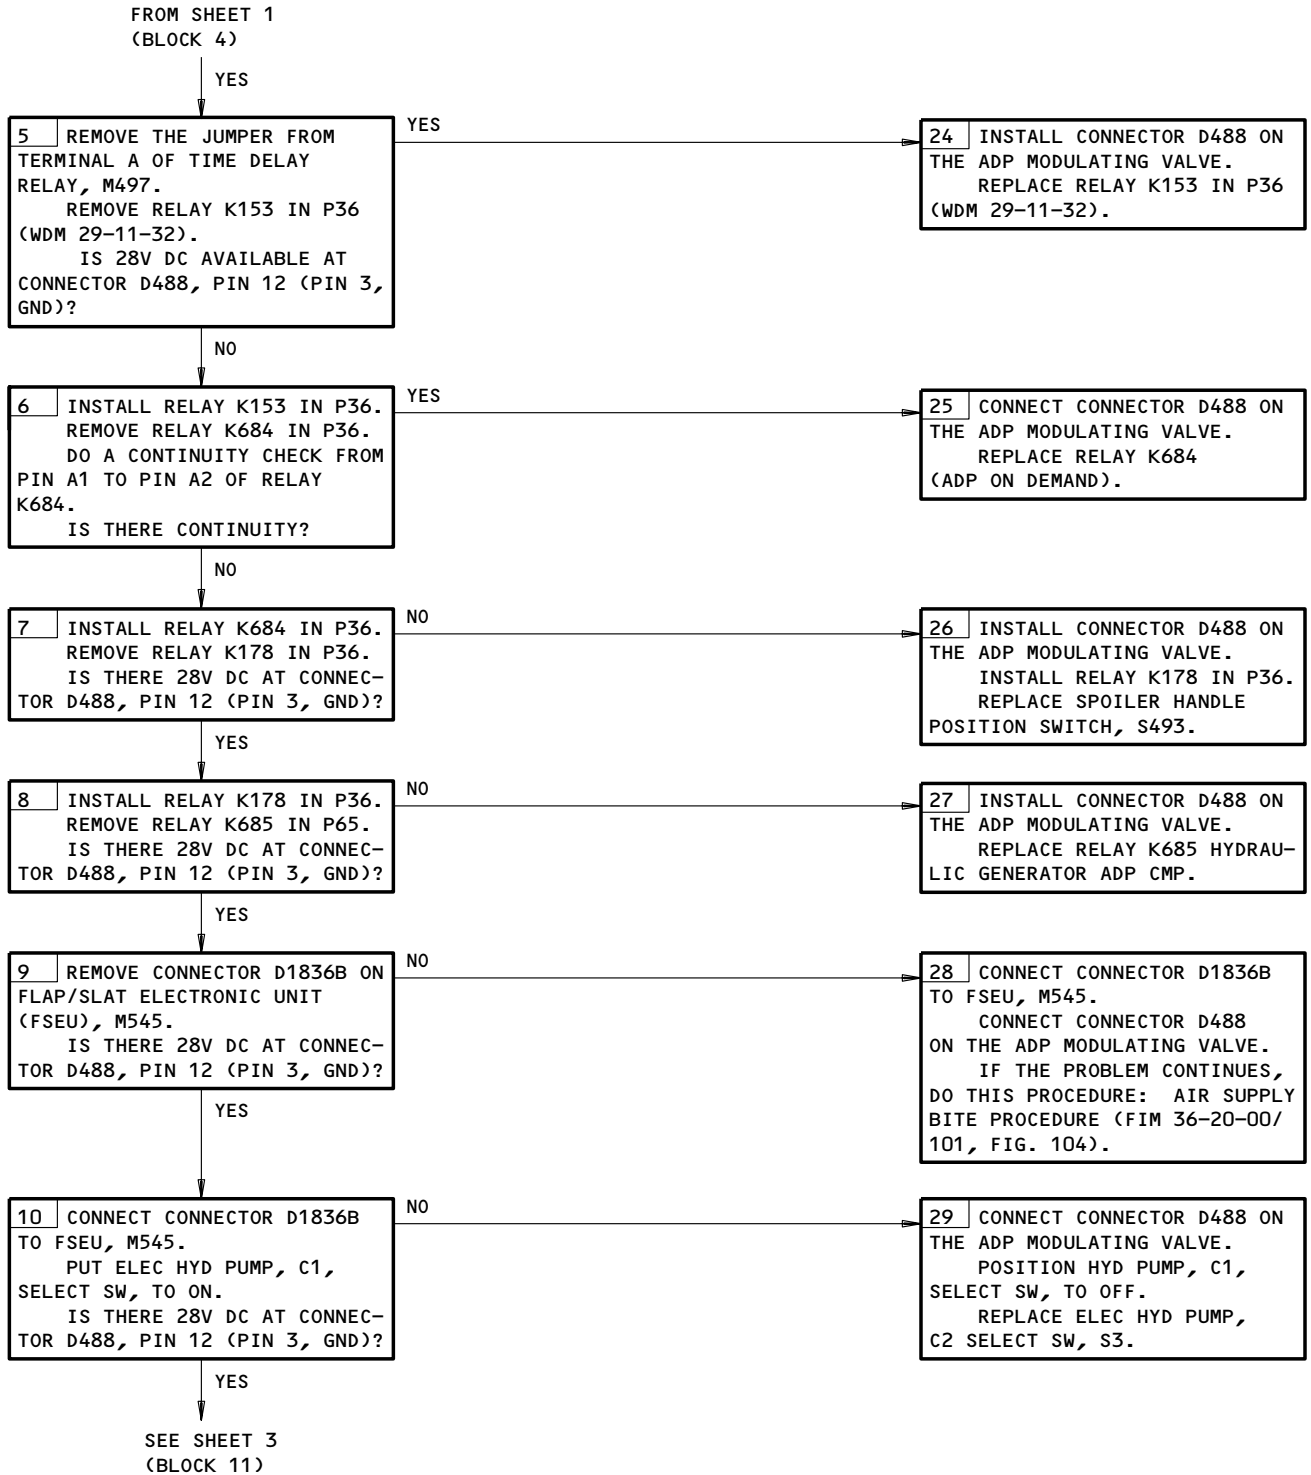 FROM SHEET 1
(BLOCK 4)
YES
5 REMOVE THE JUMPER FROM
TERMINAL A OF TIME DELAY
RELAY, M497.
REMOVE RELAY K153 IN P36
(WDM 29-11-32).
IS 28V DC AVAILABLE AT
CONNECTOR D488, PIN 12 (PIN 3,
GND)?
YES
24 INSTALL CONNECTOR D488 ON
THE ADP MODULATING VALVE.
REPLACE RELAY K153 IN P36
(WDM 29-11-32).
NO
6 INSTALL RELAY K153 IN P36.
REMOVE RELAY K684 IN P36.
DO A CONTINUITY CHECK FROM
PIN A1 TO PIN A2 OF RELAY
K684.
IS THERE CONTINUITY?
YES
25 CONNECT CONNECTOR D488 ON
THE ADP MODULATING VALVE.
REPLACE RELAY K684
(ADP ON DEMAND).
NO
7 INSTALL RELAY K684 IN P36.
REMOVE RELAY K178 IN P36.
IS THERE 28V DC AT CONNEC-
TOR D488, PIN 12 (PIN 3, GND)?
NO
26 INSTALL CONNECTOR D488 ON
THE ADP MODULATING VALVE.
INSTALL RELAY K178 IN P36.
REPLACE SPOILER HANDLE
POSITION SWITCH, S493.
YES
8 INSTALL RELAY K178 IN P36.
REMOVE RELAY K685 IN P65.
IS THERE 28V DC AT CONNEC-
TOR D488, PIN 12 (PIN 3, GND)?
NO
27 INSTALL CONNECTOR D488 ON
THE ADP MODULATING VALVE.
REPLACE RELAY K685 HYDRAU-
LIC GENERATOR ADP CMP.
YES
9 REMOVE CONNECTOR D1836B ON
FLAP/SLAT ELECTRONIC UNIT
(FSEU), M545.
IS THERE 28V DC AT CONNEC-
TOR D488, PIN 12 (PIN 3, GND)?
NO
28 CONNECT CONNECTOR D1836B
TO FSEU, M545.
CONNECT CONNECTOR D488
ON THE ADP MODULATING VALVE.
IF THE PROBLEM CONTINUES,
DO THIS PROCEDURE: AIR SUPPLY
BITE PROCEDURE (FIM 36-20-00/
101, FIG. 104).
YES
10 CONNECT CONNECTOR D1836B
TO FSEU, M545.
PUT ELEC HYD PUMP, C1,
SELECT SW, TO ON.
IS THERE 28V DC AT CONNEC-
TOR D488, PIN 12 (PIN 3, GND)?
NO
29 CONNECT CONNECTOR D488 ON
THE ADP MODULATING VALVE.
POSITION HYD PUMP, C1,
SELECT SW, TO OFF.
REPLACE ELEC HYD PUMP,
C2 SELECT SW, S3.
YES
SEE SHEET 3
(BLOCK 11)